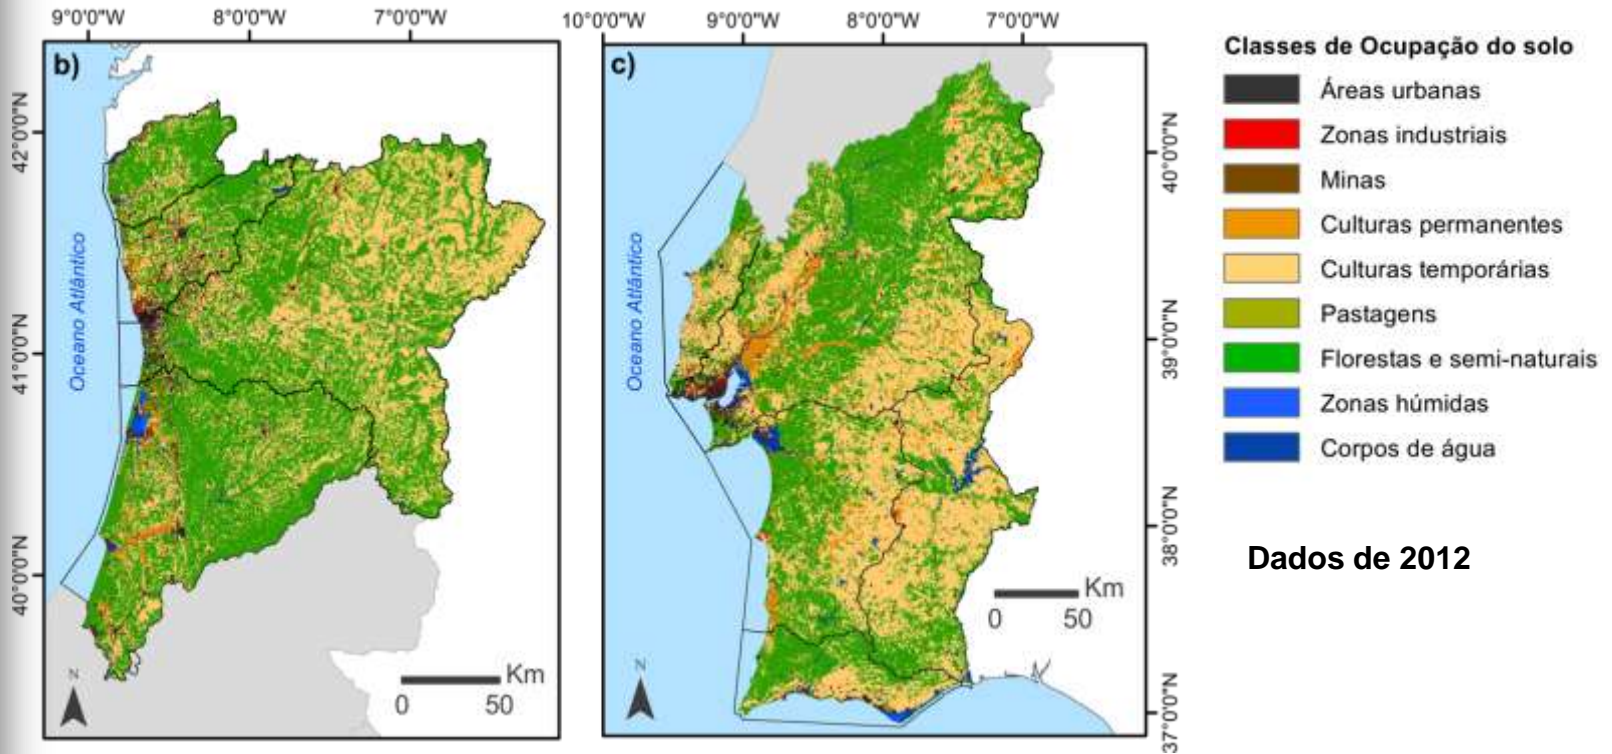 9°0'0"W
8°0'0"W
7°0'0"W
b)
42°0'0"N
41°0'0"N
40°0'0"N
Oceano Atlântico
N
Km
0
50
10°0'0"W
9°0'0"W
8°0'0"W
7°0'0"W
c)
40°0'0"N
39°0'0"N
38°0'0"N
37°0'0"N
Oceano Atlântico
N
Km
0
50
Classes de Ocupação do solo
Áreas urbanas
Zonas industriais
Minas
Culturas permanentes
Culturas temporárias
Pastagens
Florestas e semi-naturais
Zonas húmidas
Corpos de água
Dados de 2012